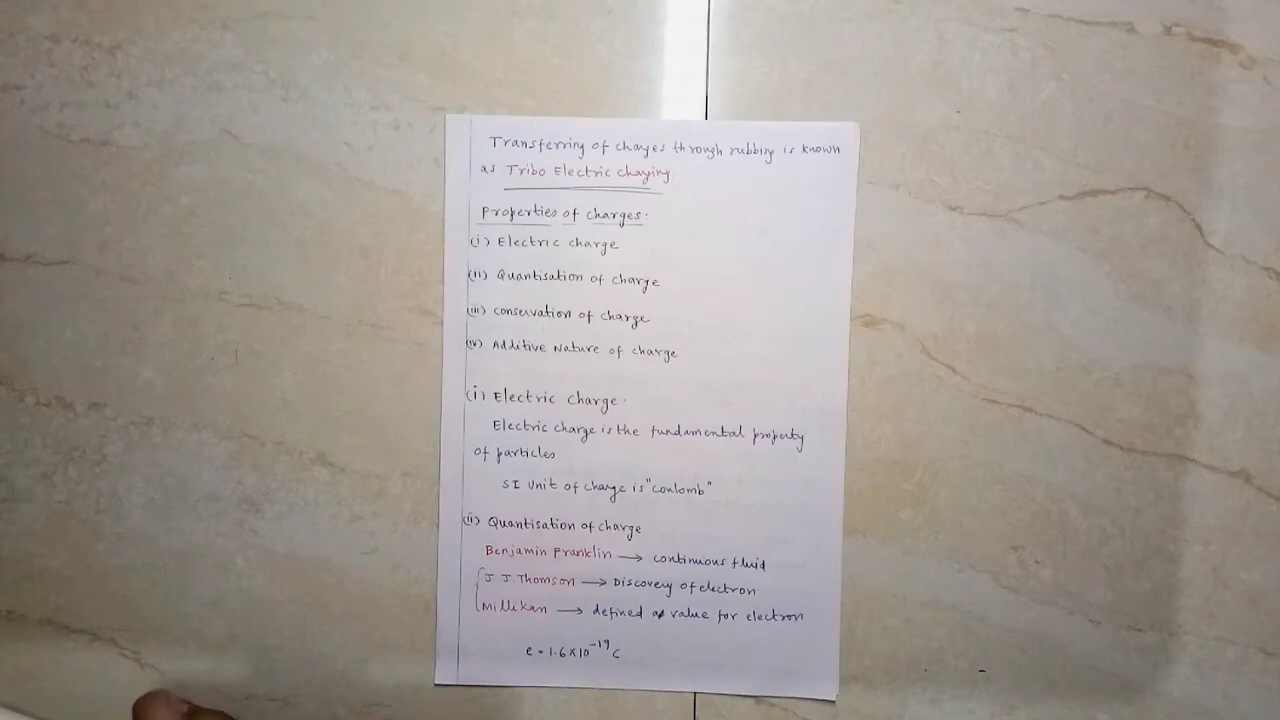 Transferring of charges through rubbing is known
as Tribo Electric charging.
Properties of charges:
(i) Electric charge
(ii) Quantisation of charge
(iii) conservation of charge
(iv) Additive Nature of charge
(i) Electric charge.
Electric charge is the fundamental property
of particles
SI Unit of charge is "coulomb"
(ii) Quantisation of charge
Benjamin Franklin → continuous fluid
J J Thomson → Discovery of electron
Millikan → defined a value for electron
e = 1.6 × 10⁻¹⁹ C